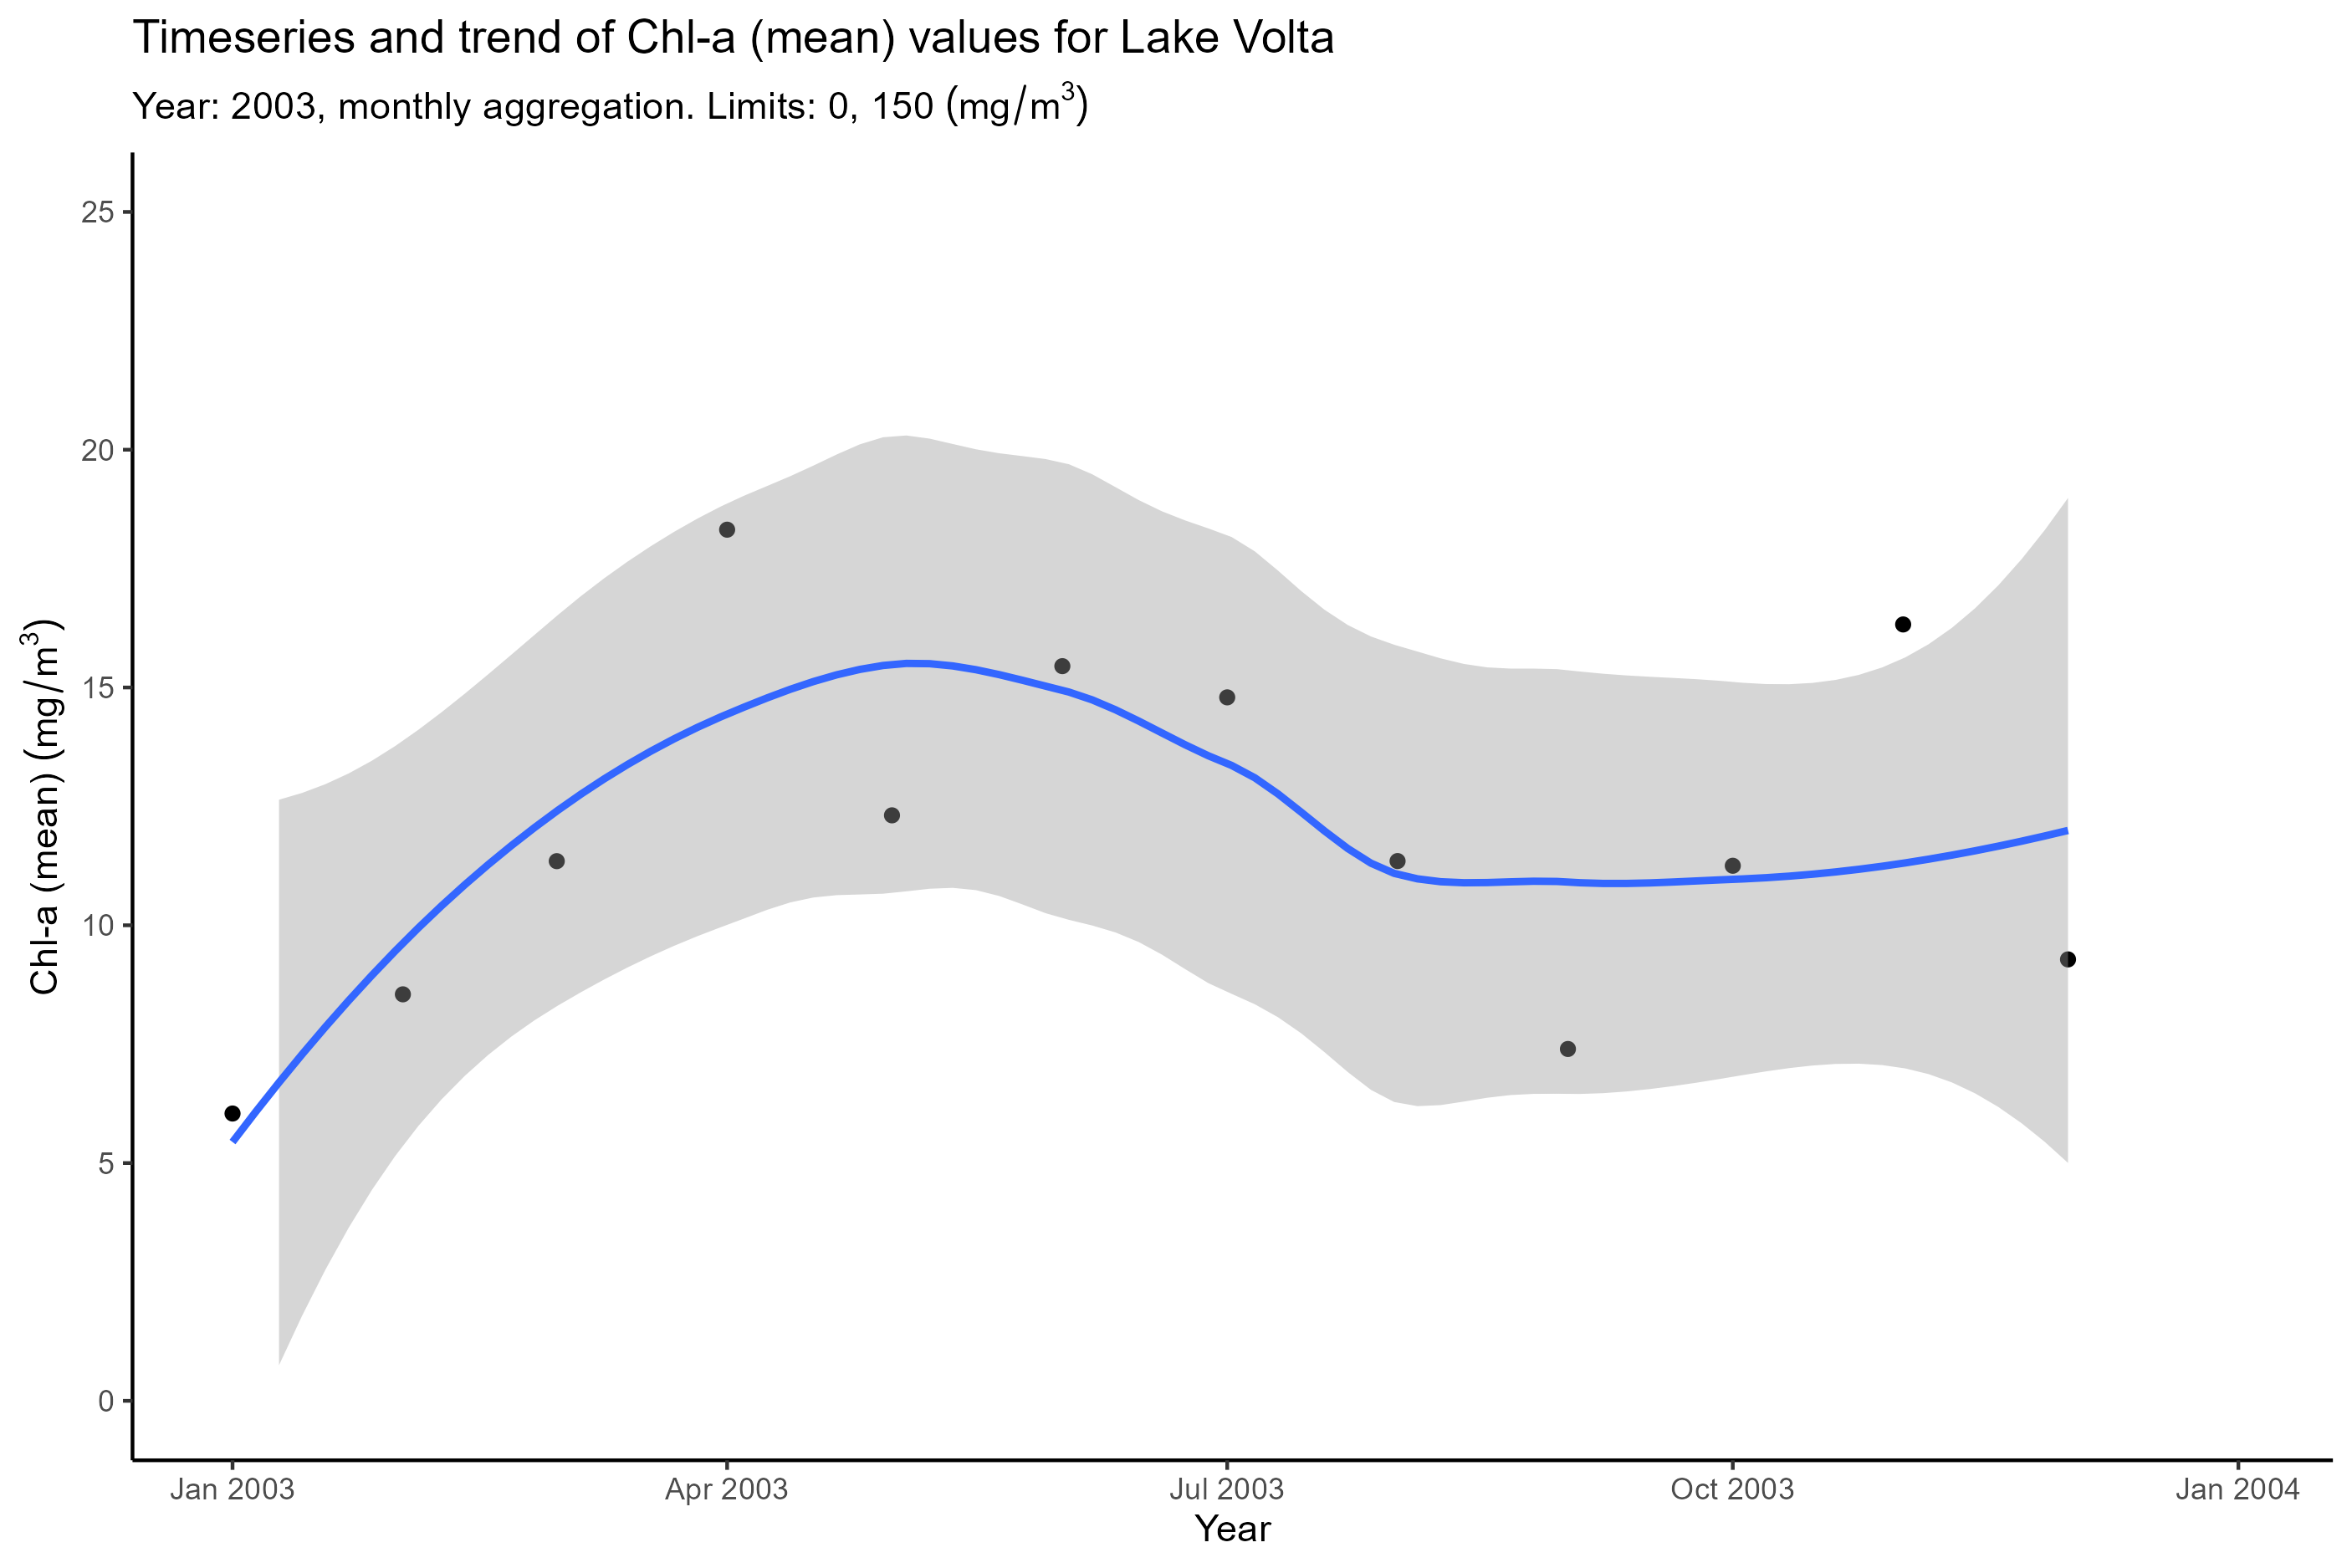 Timeseries and trend of Chl-a (mean) values for Lake Volta
Year: 2003, monthly aggregation. Limits: 0, 150 (mg/m³)
Chl-a (mean) (mg/m³)
25
20
15
10
5
0
Jan 2003 Apr 2003 Jul 2003 Oct 2003 Jan 2004
Year